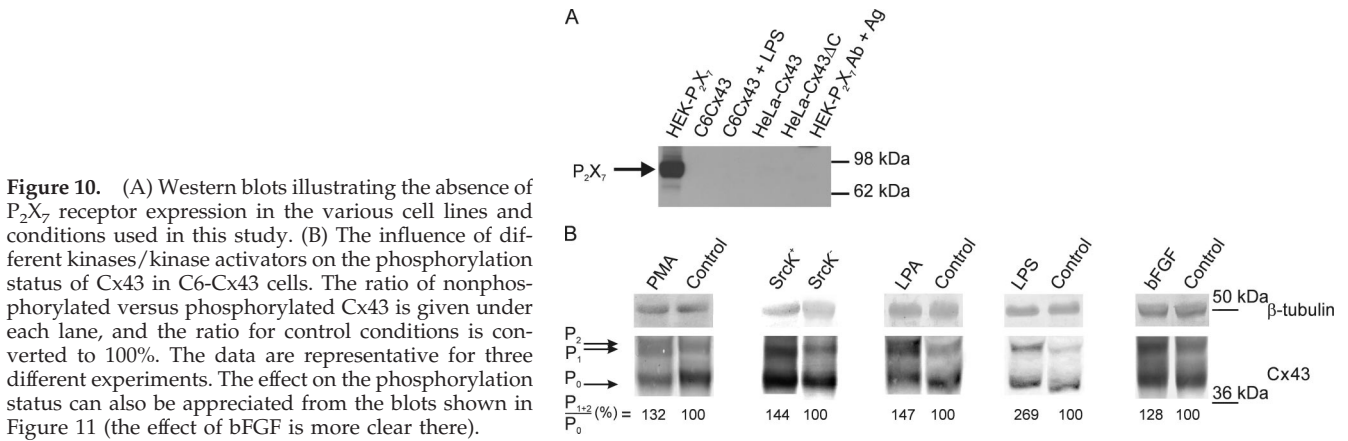 Figure 10. (A) Western blots illustrating the absence of
P₂X₇ receptor expression in the various cell lines and
conditions used in this study. (B) The influence of dif-
ferent kinases/kinase activators on the phosphorylation
status of Cx43 in C6-Cx43 cells. The ratio of nonphos-
phorylated versus phosphorylated Cx43 is given under
each lane, and the ratio for control conditions is con-
verted to 100%. The data are representative for three
different experiments. The effect on the phosphorylation
status can also be appreciated from the blots shown in
Figure 11 (the effect of bFGF is more clear there).
A
HEK-P₂X₇
C6Cx43
C6Cx43 + LPS
HeLa-Cx43
HeLa-Cx43ΔC
HEK-P₂X₇Ab + Ag
P₂X₇
98 kDa
62 kDa
B
PMA
Control
SrcK⁺
SrcK⁻
LPA
Control
LPS
Control
bFGF
Control
50 kDa
β-tubulin
P₂
P₁
P₀
Cx43
36 kDa
P₁₊₂
P₀
(%) = 132 100 144 100 147 100 269 100 128 100